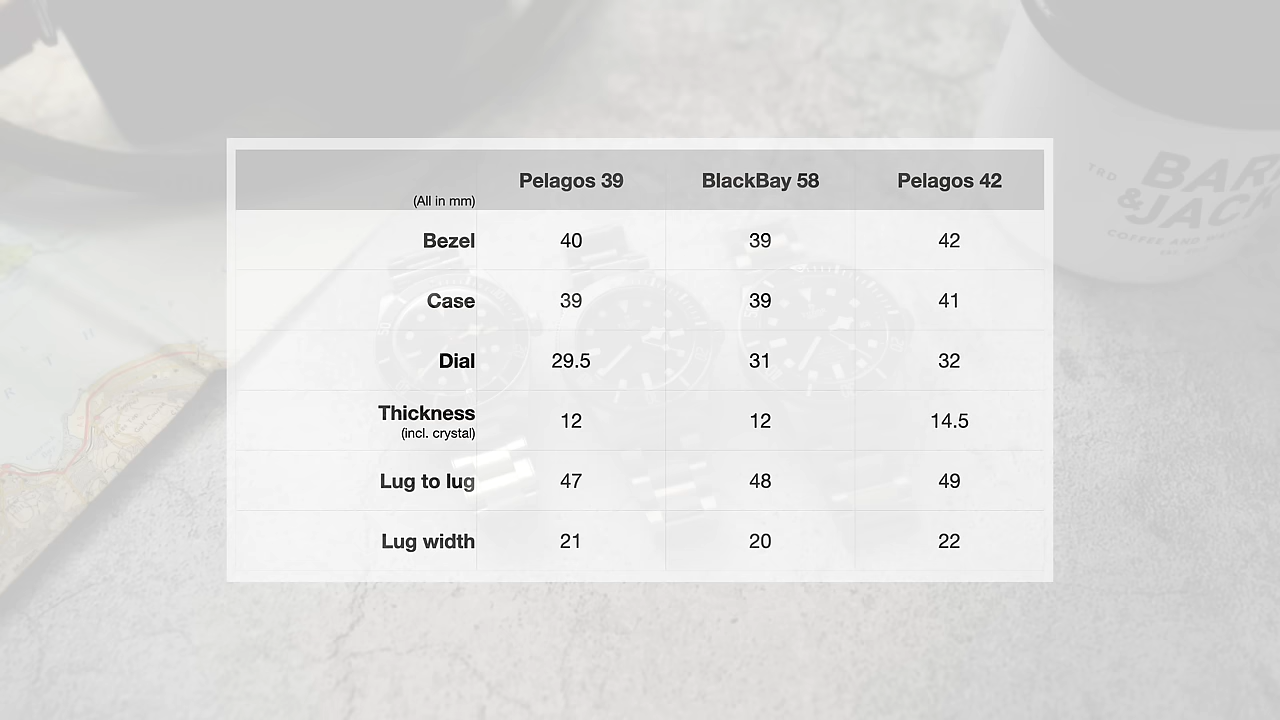 Pelagos 39 BlackBay 58 Pelagos 42
(All in mm)
Bezel 40 39 42
Case 39 39 41
Dial 29.5 31 32
Thickness 12 12 14.5
(incl. crystal)
Lug to lug 47 48 49
Lug width 21 20 22
TRD
BAR
&JACK
COFFEE AND